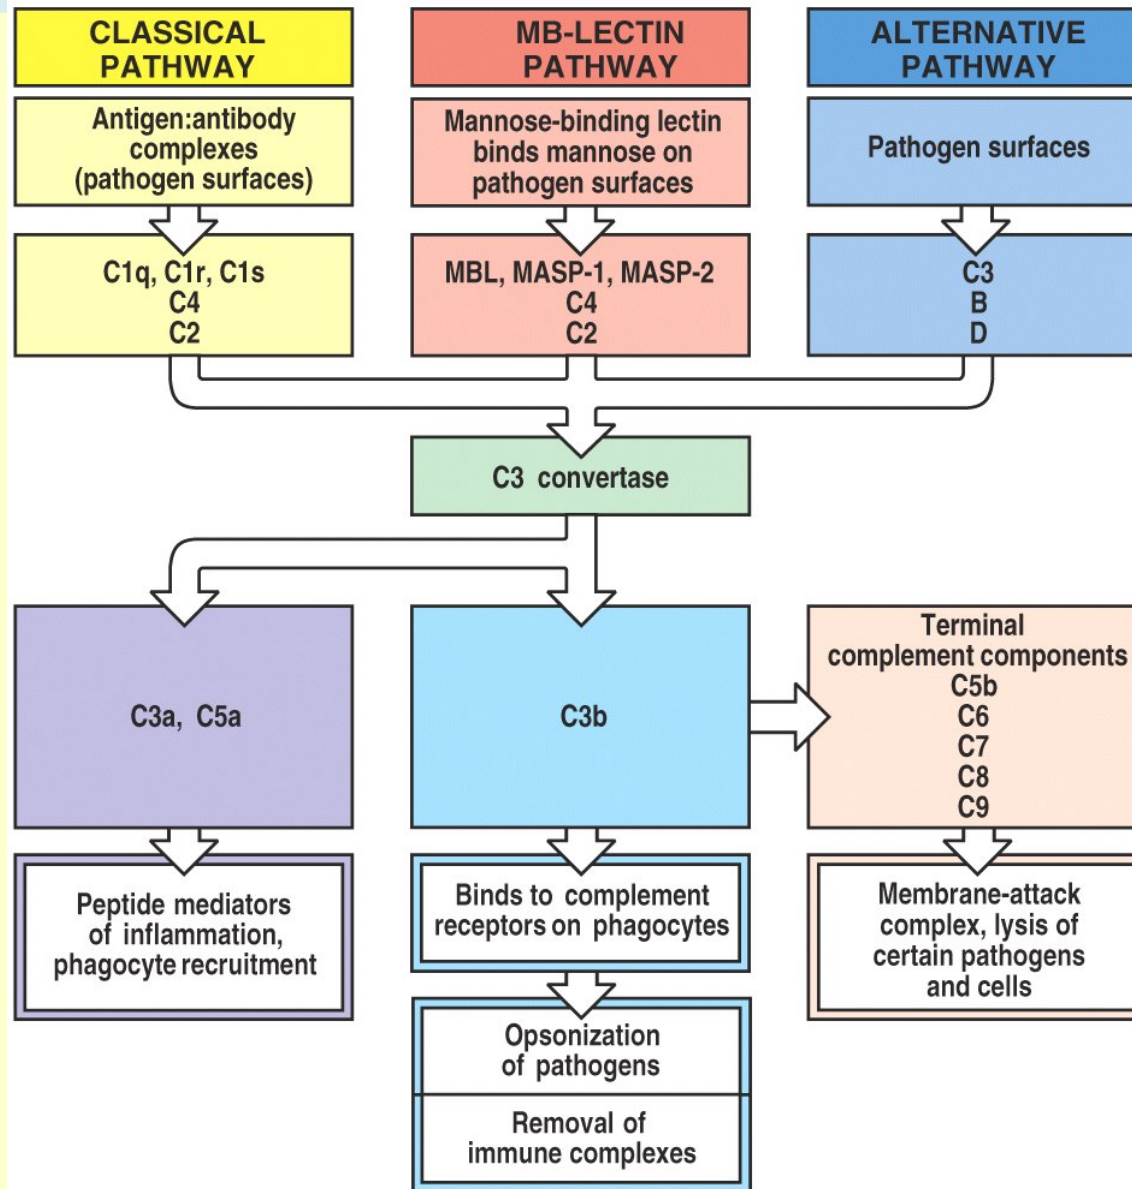 CLASSICAL
PATHWAY
MB-LECTIN
PATHWAY
ALTERNATIVE
PATHWAY
Antigen:antibody
complexes
(pathogen surfaces)
Mannose-binding lectin
binds mannose on
pathogen surfaces
Pathogen surfaces
C1q, C1r, C1s
C4
C2
MBL, MASP-1, MASP-2
C4
C2
C3
B
D
C3 convertase
C3a, C5a
C3b
Terminal
complement components
C5b
C6
C7
C8
C9
Peptide mediators
of inflammation,
phagocyte recruitment
Binds to complement
receptors on phagocytes
Membrane-attack
complex, lysis of
certain pathogens
and cells
Opsonization
of pathogens
Removal of
immune complexes